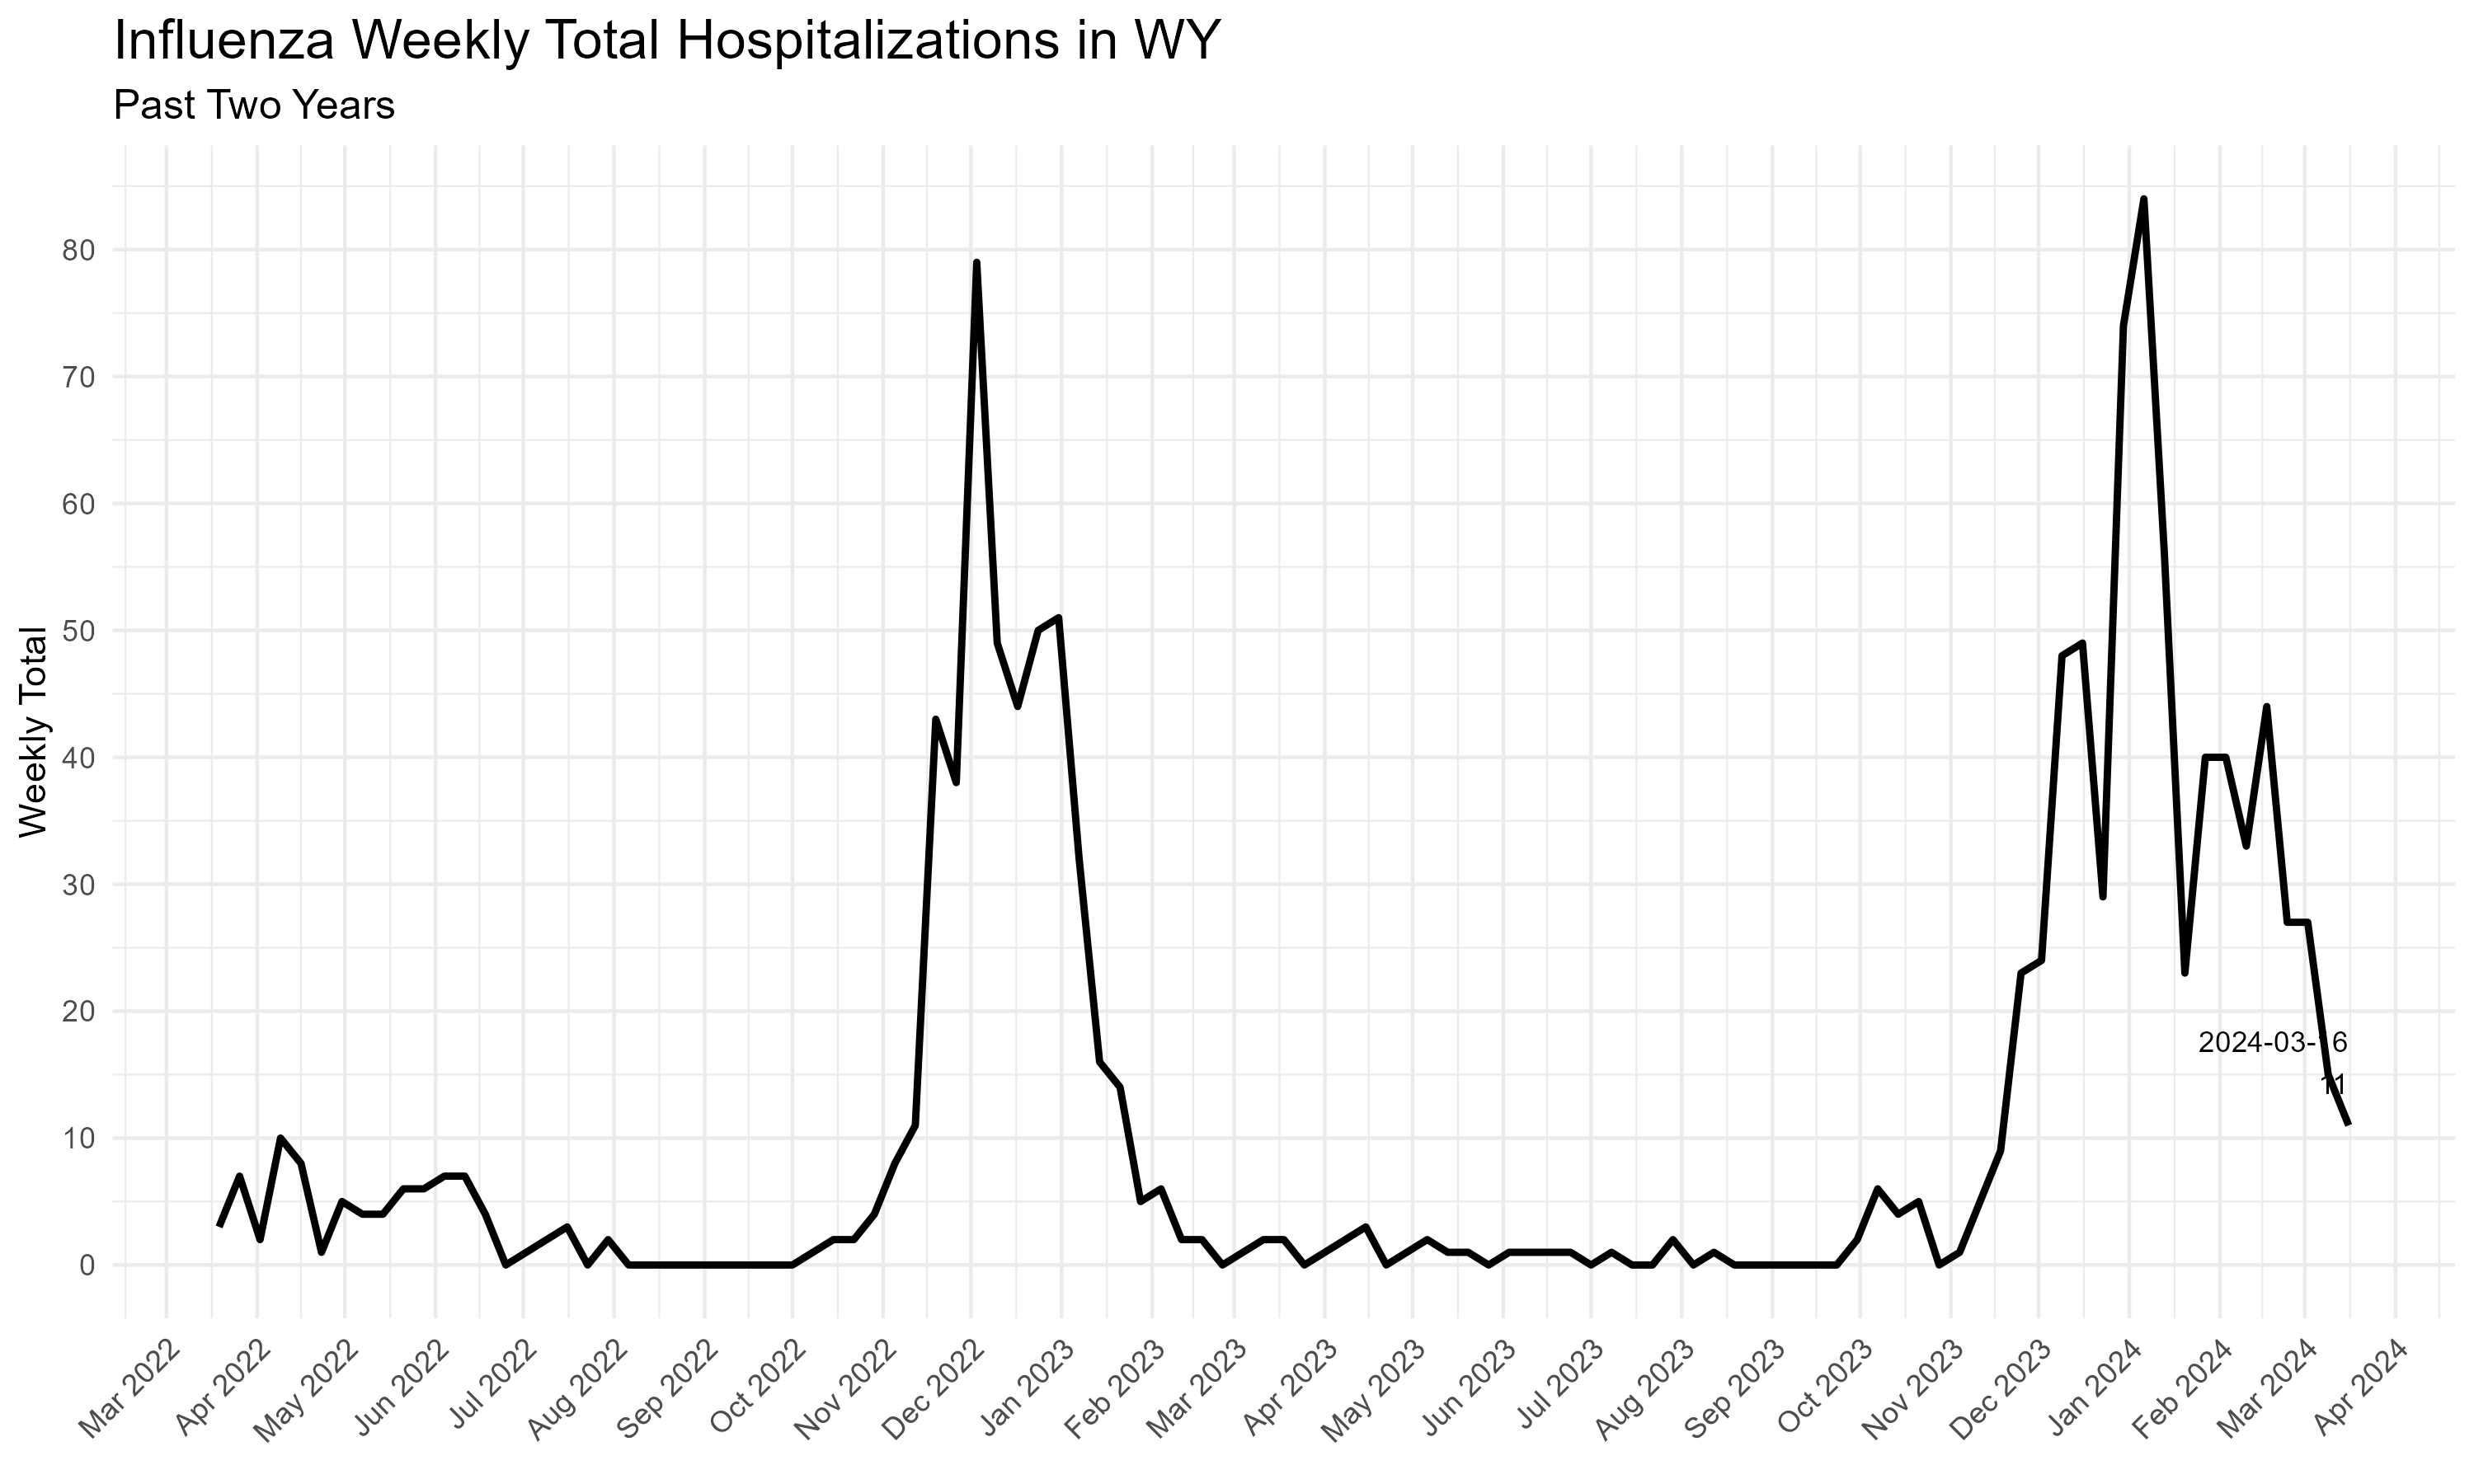 Influenza Weekly Total Hospitalizations in WY
Past Two Years
Weekly Total
80
70
60
50
40
30
20
10
0
2024-03-16
11
Mar 2022
Apr 2022
May 2022
Jun 2022
Jul 2022
Aug 2022
Sep 2022
Oct 2022
Nov 2022
Dec 2022
Jan 2023
Feb 2023
Mar 2023
Apr 2023
May 2023
Jun 2023
Jul 2023
Aug 2023
Sep 2023
Oct 2023
Nov 2023
Dec 2023
Jan 2024
Feb 2024
Mar 2024
Apr 2024